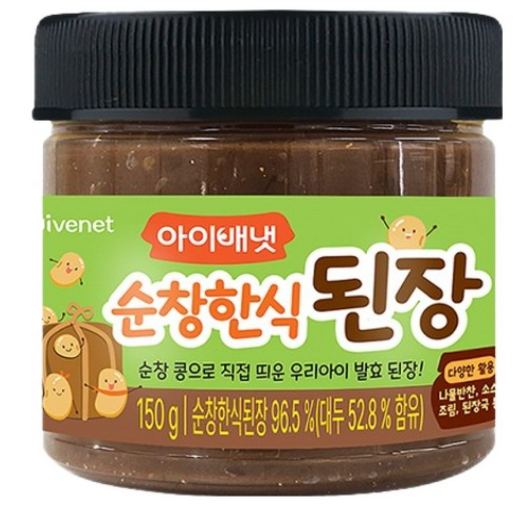 ivenet
아이배냇
순창한식 된장
순창 콩으로 직접 띄운 우리아이 발효 된장!
다양한 활용
나물반찬, 소스
조림, 된장국
150 g | 순창한식된장 96.5 %(대두 52.8 % 함유)